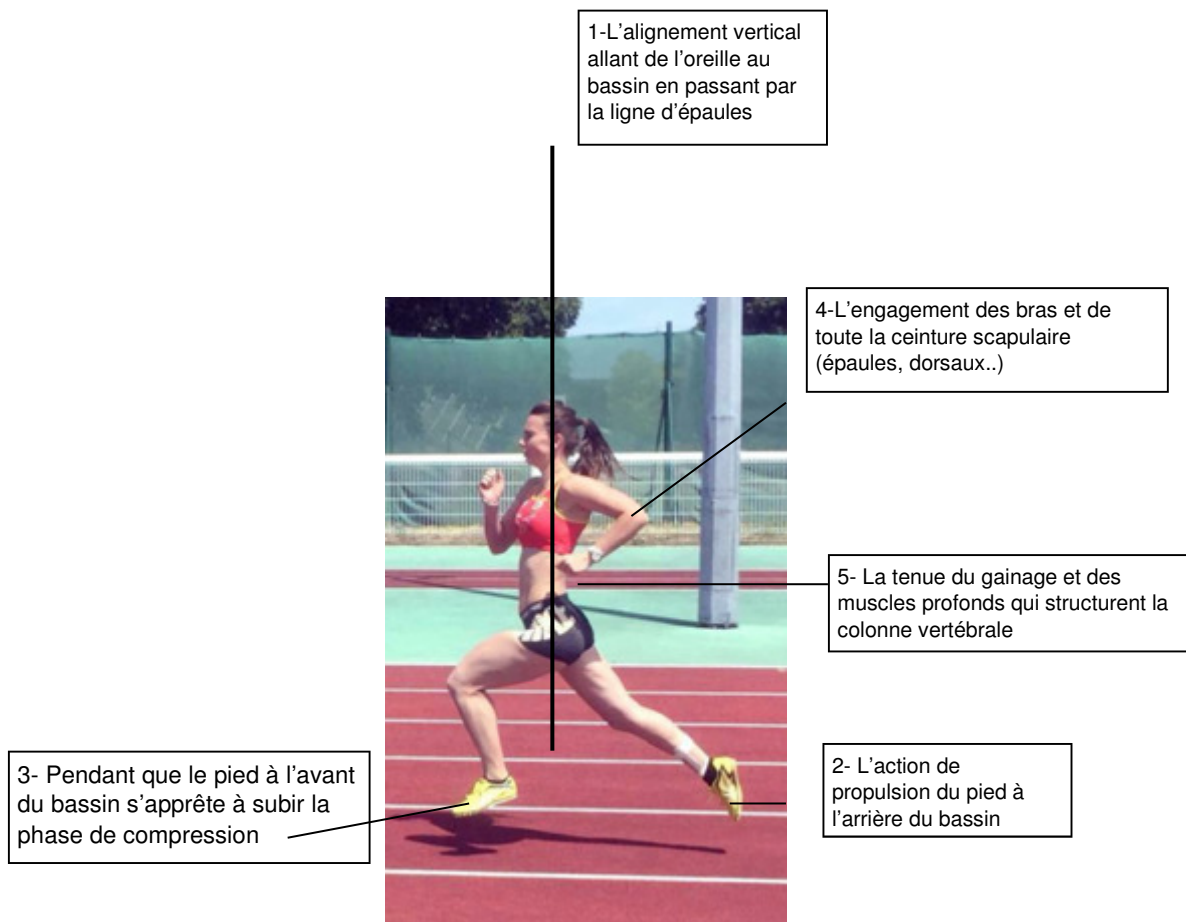 1-L'alignement vertical
allant de l'oreille au
bassin en passant par
la ligne d'épaules
4-L'engagement des bras et de
toute la ceinture scapulaire
(épaules, dorsaux..)
5- La tenue du gainage et des
muscles profonds qui structurent la
colonne vertébrale
3- Pendant que le pied à l'avant
du bassin s'apprête à subir la
phase de compression
2- L'action de
propulsion du pied à
l'arrière du bassin